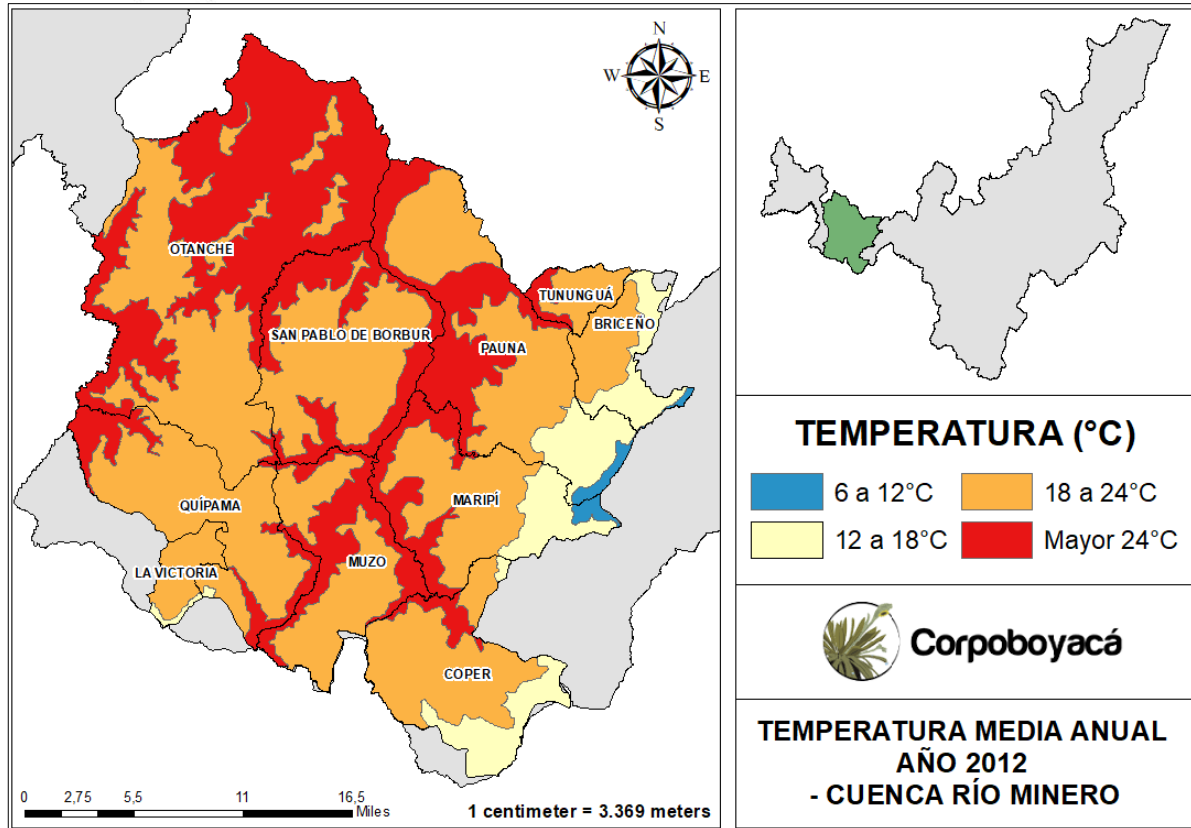 N
W
E
S
OTANCHE
TUNUNGUÁ
BRICEÑO
SAN PABLO DE BORBUR
PAUNA
QUÍPAMA
MARIPÍ
LA VICTORIA
MUZO
COPER
0 2,75 5,5 11 16,5
Miles
1 centimeter = 3.369 meters
TEMPERATURA (°C)
6 a 12°C
18 a 24°C
12 a 18°C
Mayor 24°C
Corpoboyacá
TEMPERATURA MEDIA ANUAL
AÑO 2012
- CUENCA RÍO MINERO